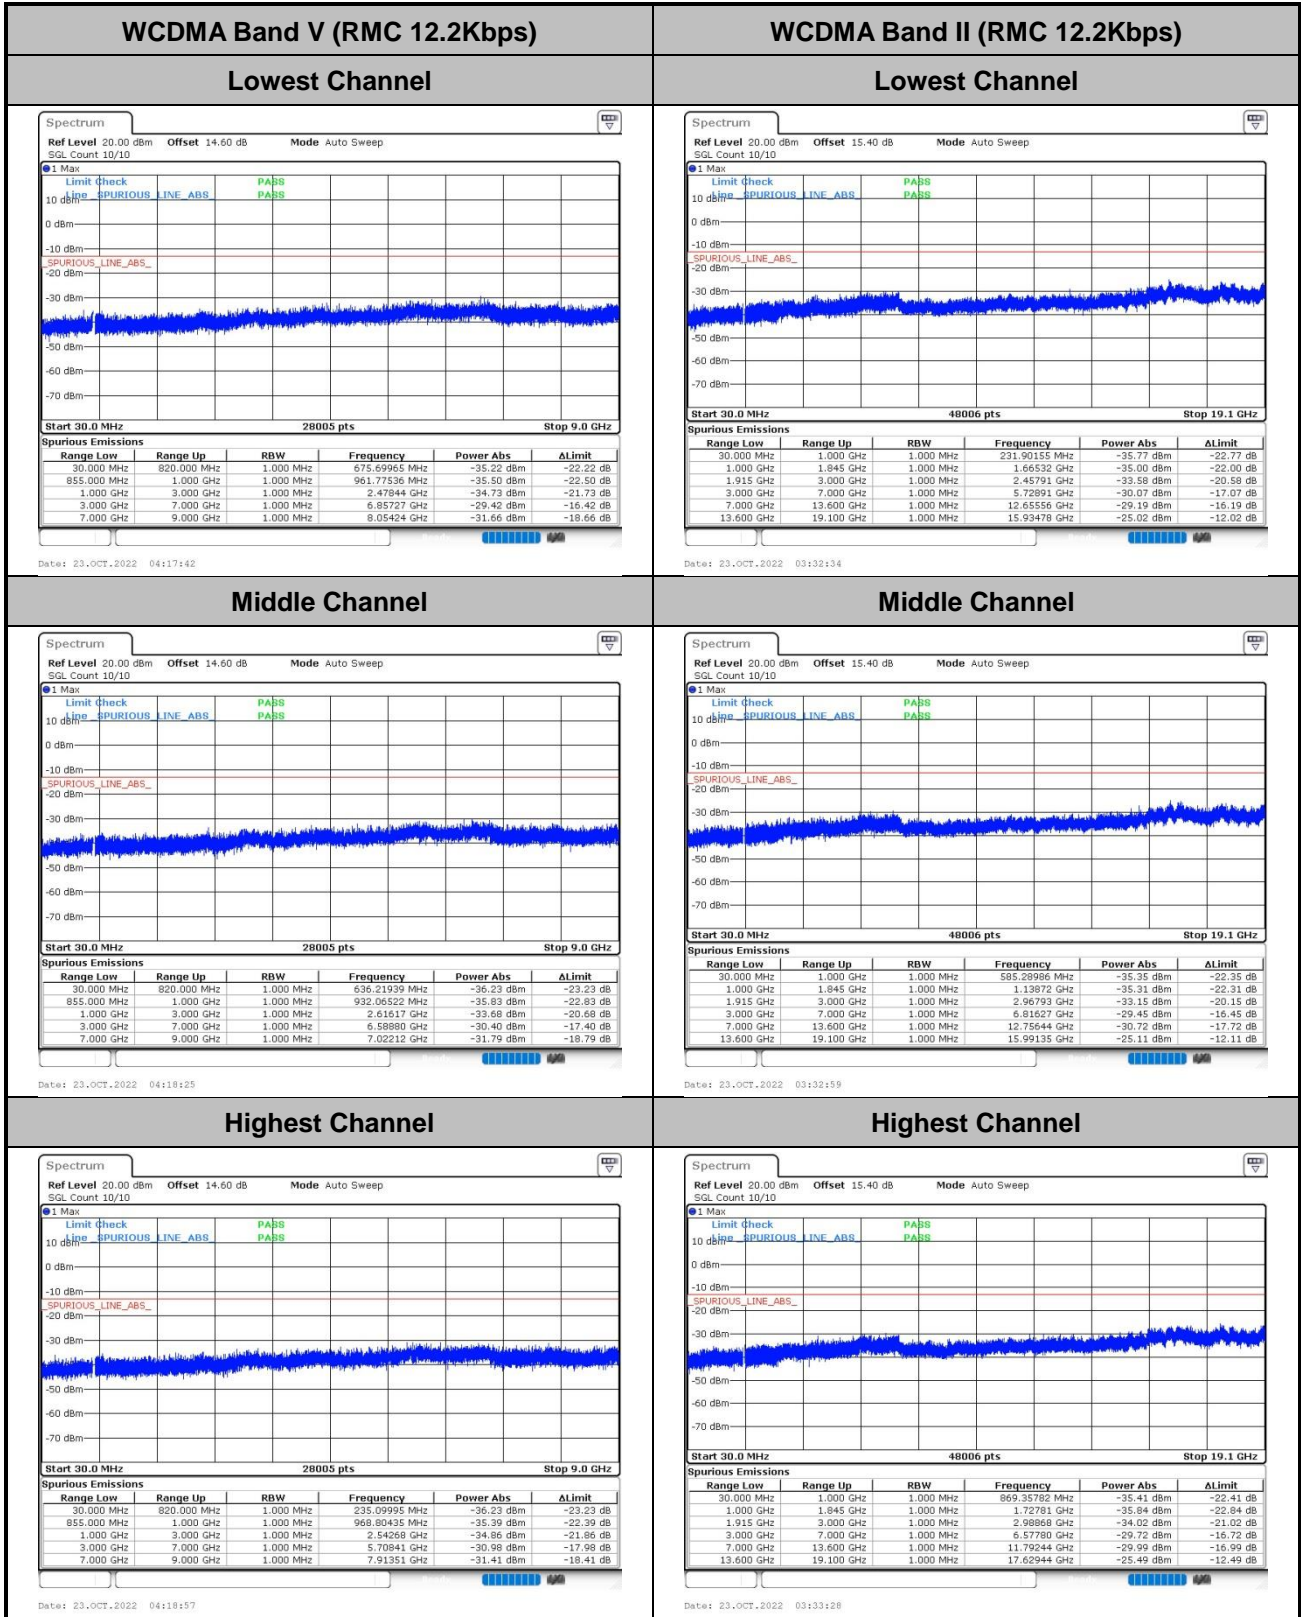 WCDMA Band V (RMC 12.2Kbps) WCDMA Band II (RMC 12.2Kbps)
Lowest Channel Lowest Channel
Spectrum
Ref Level 20.00 dBm Offset 14.60 dB Mode Auto Sweep
SGL Count 10/10
1 Max
Limit Check PASS
10 dBm Line _SPURIOUS_LINE_ABS_ PASS
0 dBm
-10 dBm
_SPURIOUS_LINE_ABS_
-20 dBm
-30 dBm
-50 dBm
-60 dBm
-70 dBm
Start 30.0 MHz 28005 pts Stop 9.0 GHz
Spurious Emissions
Range Low Range Up RBW Frequency Power Abs ΔLimit
30.000 MHz 820.000 MHz 1.000 MHz 675.69965 MHz -35.22 dBm -22.22 dB
855.000 MHz 1.000 GHz 1.000 MHz 961.77536 MHz -35.50 dBm -22.50 dB
1.000 GHz 3.000 GHz 1.000 MHz 2.47844 GHz -34.73 dBm -21.73 dB
3.000 GHz 7.000 GHz 1.000 MHz 6.85727 GHz -29.42 dBm -16.42 dB
7.000 GHz 9.000 GHz 1.000 MHz 8.05424 GHz -31.66 dBm -18.66 dB
Date: 23.OCT.2022 04:17:42
Spectrum
Ref Level 20.00 dBm Offset 15.40 dB Mode Auto Sweep
SGL Count 10/10
1 Max
Limit Check PASS
10 dBm Line _SPURIOUS_LINE_ABS_ PASS
0 dBm
-10 dBm
_SPURIOUS_LINE_ABS_
-20 dBm
-30 dBm
-50 dBm
-60 dBm
-70 dBm
Start 30.0 MHz 48006 pts Stop 19.1 GHz
Spurious Emissions
Range Low Range Up RBW Frequency Power Abs ΔLimit
30.000 MHz 1.000 GHz 1.000 MHz 231.90155 MHz -35.77 dBm -22.77 dB
1.000 GHz 1.845 GHz 1.000 MHz 1.66532 GHz -35.00 dBm -22.00 dB
1.915 GHz 3.000 GHz 1.000 MHz 2.45791 GHz -33.58 dBm -20.58 dB
3.000 GHz 7.000 GHz 1.000 MHz 5.72891 GHz -30.07 dBm -17.07 dB
7.000 GHz 13.600 GHz 1.000 MHz 12.65556 GHz -29.19 dBm -16.19 dB
13.600 GHz 19.100 GHz 1.000 MHz 15.93478 GHz -25.02 dBm -12.02 dB
Date: 23.OCT.2022 03:32:34
Middle Channel Middle Channel
Spectrum
Ref Level 20.00 dBm Offset 14.60 dB Mode Auto Sweep
SGL Count 10/10
1 Max
Limit Check PASS
10 dBm Line _SPURIOUS_LINE_ABS_ PASS
0 dBm
-10 dBm
_SPURIOUS_LINE_ABS_
-20 dBm
-30 dBm
-50 dBm
-60 dBm
-70 dBm
Start 30.0 MHz 28005 pts Stop 9.0 GHz
Spurious Emissions
Range Low Range Up RBW Frequency Power Abs ΔLimit
30.000 MHz 820.000 MHz 1.000 MHz 636.21939 MHz -36.23 dBm -23.23 dB
855.000 MHz 1.000 GHz 1.000 MHz 932.06522 MHz -35.83 dBm -22.83 dB
1.000 GHz 3.000 GHz 1.000 MHz 2.61617 GHz -33.68 dBm -20.68 dB
3.000 GHz 7.000 GHz 1.000 MHz 6.58880 GHz -30.40 dBm -17.40 dB
7.000 GHz 9.000 GHz 1.000 MHz 7.02212 GHz -31.79 dBm -18.79 dB
Date: 23.OCT.2022 04:18:25
Spectrum
Ref Level 20.00 dBm Offset 15.40 dB Mode Auto Sweep
SGL Count 10/10
1 Max
Limit Check PASS
10 dBm Line _SPURIOUS_LINE_ABS_ PASS
0 dBm
-10 dBm
_SPURIOUS_LINE_ABS_
-20 dBm
-30 dBm
-50 dBm
-60 dBm
-70 dBm
Start 30.0 MHz 48006 pts Stop 19.1 GHz
Spurious Emissions
Range Low Range Up RBW Frequency Power Abs ΔLimit
30.000 MHz 1.000 GHz 1.000 MHz 585.28986 MHz -35.35 dBm -22.35 dB
1.000 GHz 1.845 GHz 1.000 MHz 1.13872 GHz -35.31 dBm -22.31 dB
1.915 GHz 3.000 GHz 1.000 MHz 2.96793 GHz -33.15 dBm -20.15 dB
3.000 GHz 7.000 GHz 1.000 MHz 6.81627 GHz -29.45 dBm -16.45 dB
7.000 GHz 13.600 GHz 1.000 MHz 12.75644 GHz -30.72 dBm -17.72 dB
13.600 GHz 19.100 GHz 1.000 MHz 15.99135 GHz -25.11 dBm -12.11 dB
Date: 23.OCT.2022 03:32:59
Highest Channel Highest Channel
Spectrum
Ref Level 20.00 dBm Offset 14.60 dB Mode Auto Sweep
SGL Count 10/10
1 Max
Limit Check PASS
10 dBm Line _SPURIOUS_LINE_ABS_ PASS
0 dBm
-10 dBm
_SPURIOUS_LINE_ABS_
-20 dBm
-30 dBm
-50 dBm
-60 dBm
-70 dBm
Start 30.0 MHz 28005 pts Stop 9.0 GHz
Spurious Emissions
Range Low Range Up RBW Frequency Power Abs ΔLimit
30.000 MHz 820.000 MHz 1.000 MHz 235.09995 MHz -36.23 dBm -23.23 dB
855.000 MHz 1.000 GHz 1.000 MHz 968.80435 MHz -35.39 dBm -22.39 dB
1.000 GHz 3.000 GHz 1.000 MHz 2.54268 GHz -34.86 dBm -21.86 dB
3.000 GHz 7.000 GHz 1.000 MHz 5.70841 GHz -30.98 dBm -17.98 dB
7.000 GHz 9.000 GHz 1.000 MHz 7.91351 GHz -31.41 dBm -18.41 dB
Date: 23.OCT.2022 04:18:57
Spectrum
Ref Level 20.00 dBm Offset 15.40 dB Mode Auto Sweep
SGL Count 10/10
1 Max
Limit Check PASS
10 dBm Line _SPURIOUS_LINE_ABS_ PASS
0 dBm
-10 dBm
_SPURIOUS_LINE_ABS_
-20 dBm
-30 dBm
-50 dBm
-60 dBm
-70 dBm
Start 30.0 MHz 48006 pts Stop 19.1 GHz
Spurious Emissions
Range Low Range Up RBW Frequency Power Abs ΔLimit
30.000 MHz 1.000 GHz 1.000 MHz 869.35782 MHz -35.41 dBm -22.41 dB
1.000 GHz 1.845 GHz 1.000 MHz 1.72781 GHz -35.84 dBm -22.84 dB
1.915 GHz 3.000 GHz 1.000 MHz 2.98868 GHz -34.02 dBm -21.02 dB
3.000 GHz 7.000 GHz 1.000 MHz 6.57780 GHz -29.72 dBm -16.72 dB
7.000 GHz 13.600 GHz 1.000 MHz 11.79244 GHz -29.99 dBm -16.99 dB
13.600 GHz 19.100 GHz 1.000 MHz 17.62944 GHz -25.49 dBm -12.49 dB
Date: 23.OCT.2022 03:33:28